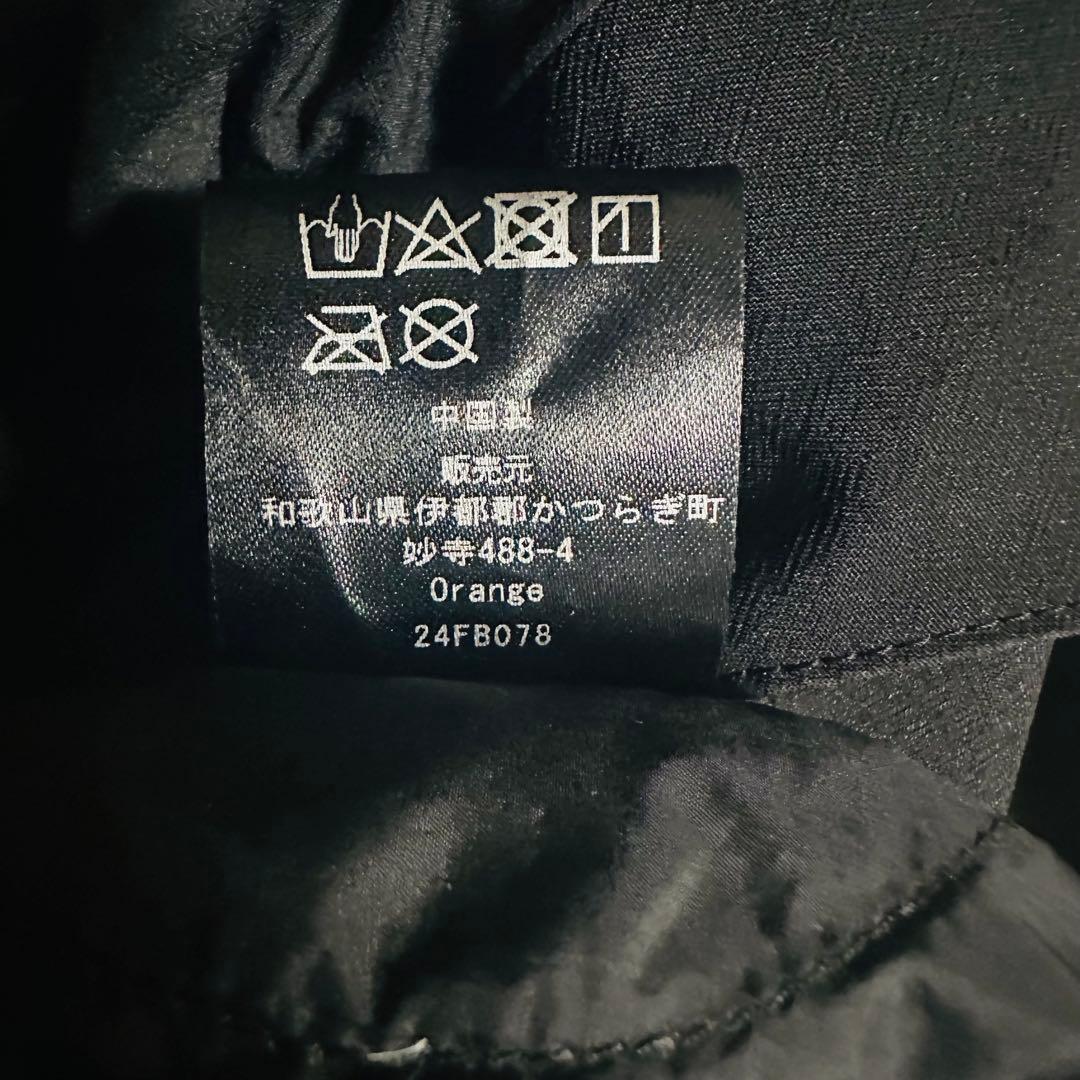 中国製
販売元
和歌山県伊都郡かつらぎ町
妙寺488-4
Orange
24FB078